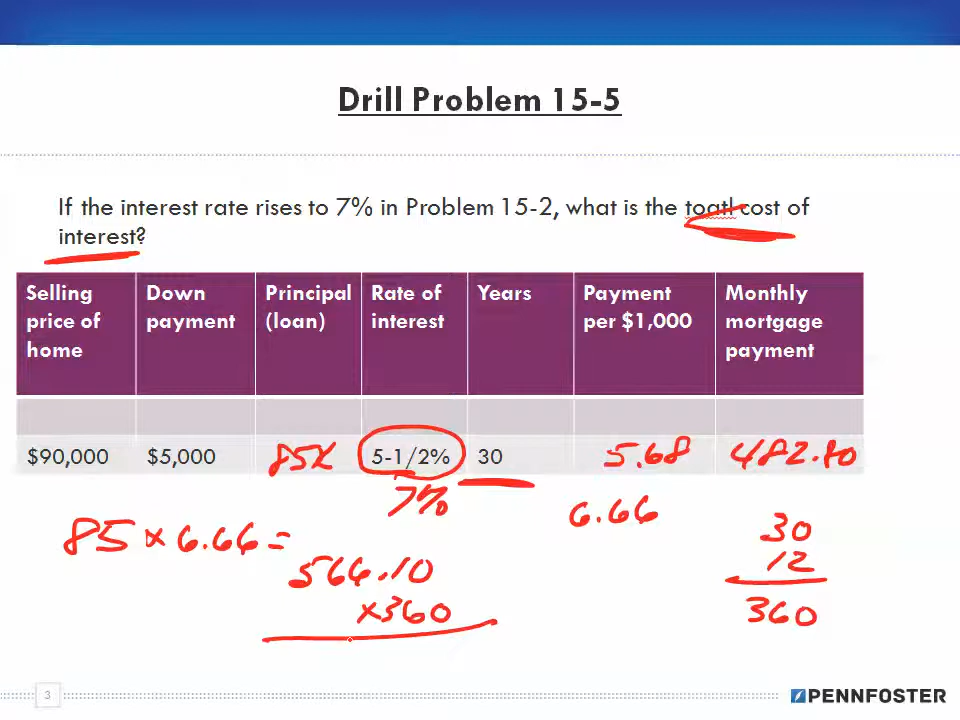 Drill Problem 15-5
If the interest rate rises to 7% in Problem 15-2, what is the toatl cost of
interest?
Selling price of home Down payment Principal (loan) Rate of interest Years Payment per $1,000 Monthly mortgage payment
$90,000 $5,000 85K 5-1/2% 30 5.68 482.80
7% 6.66
85 x 6.66 =
566.10
x360
30
12
360
3
PENNFOSTER